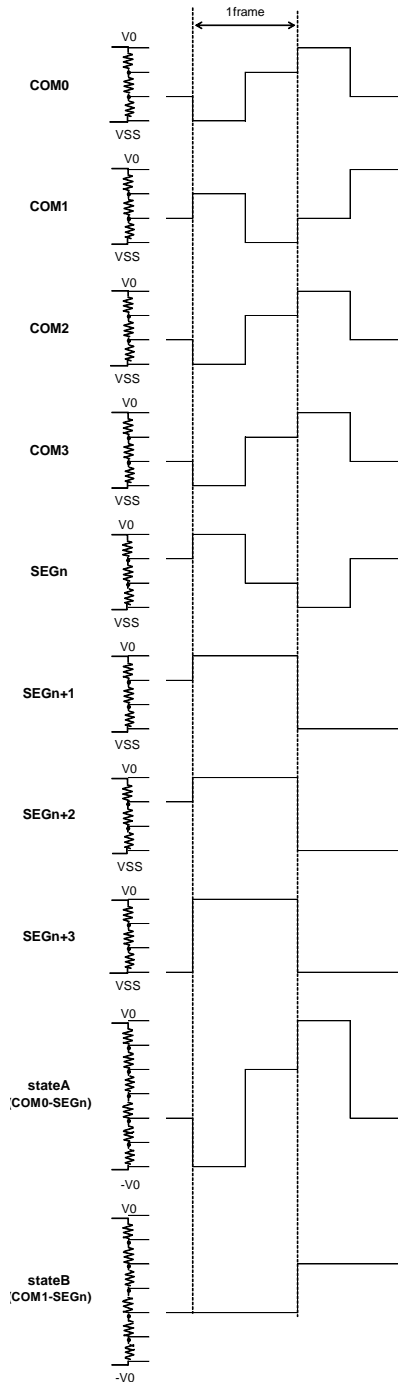 1frame
V0
COM0
VSS
V0
COM1
VSS
V0
COM2
VSS
V0
COM3
VSS
V0
SEGn
VSS
V0
SEGn+1
VSS
V0
SEGn+2
VSS
V0
SEGn+3
VSS
V0
stateA
(COM0-SEGn)
-V0
V0
stateB
(COM1-SEGn)
-V0